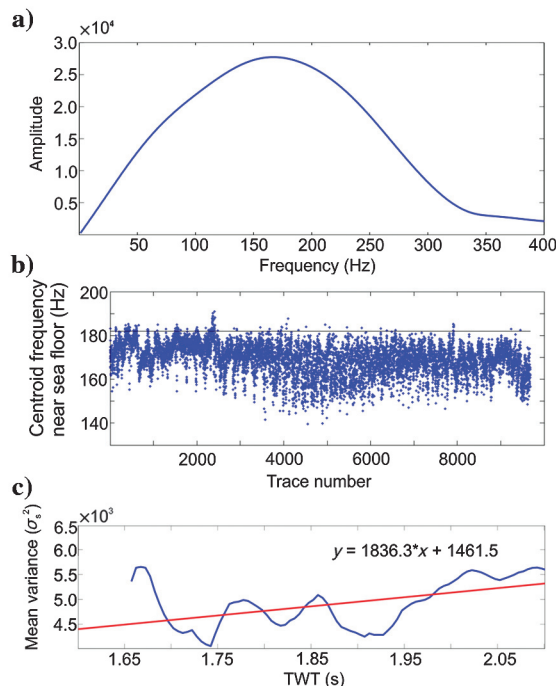 a)
×10⁴
3.0
2.5
2.0
1.5
1.0
0.5
Amplitude
50 100 150 200 250 300 350 400
Frequency (Hz)
b)
200
180
160
140
Centroid frequency
near sea floor (Hz)
2000 4000 6000 8000
Trace number
c)
×10³
6.5
5.5
5.0
4.5
Mean variance (σₛ²)
y = 1836.3*x + 1461.5
1.65 1.75 1.85 1.95 2.05
TWT (s)